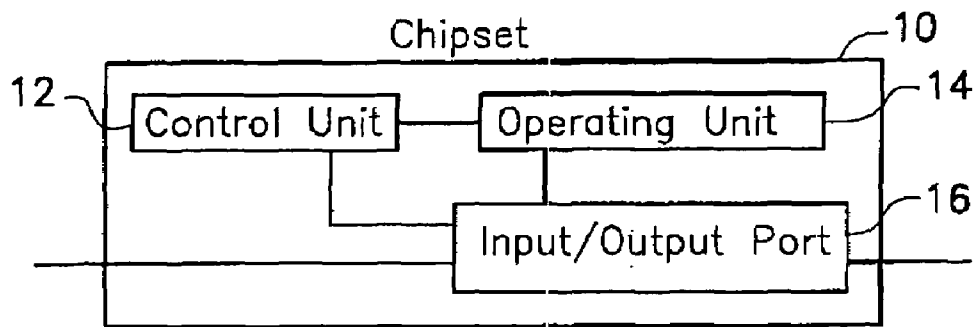 Chipset
10
12
Control Unit
Operating Unit
14
Input/Output Port
16